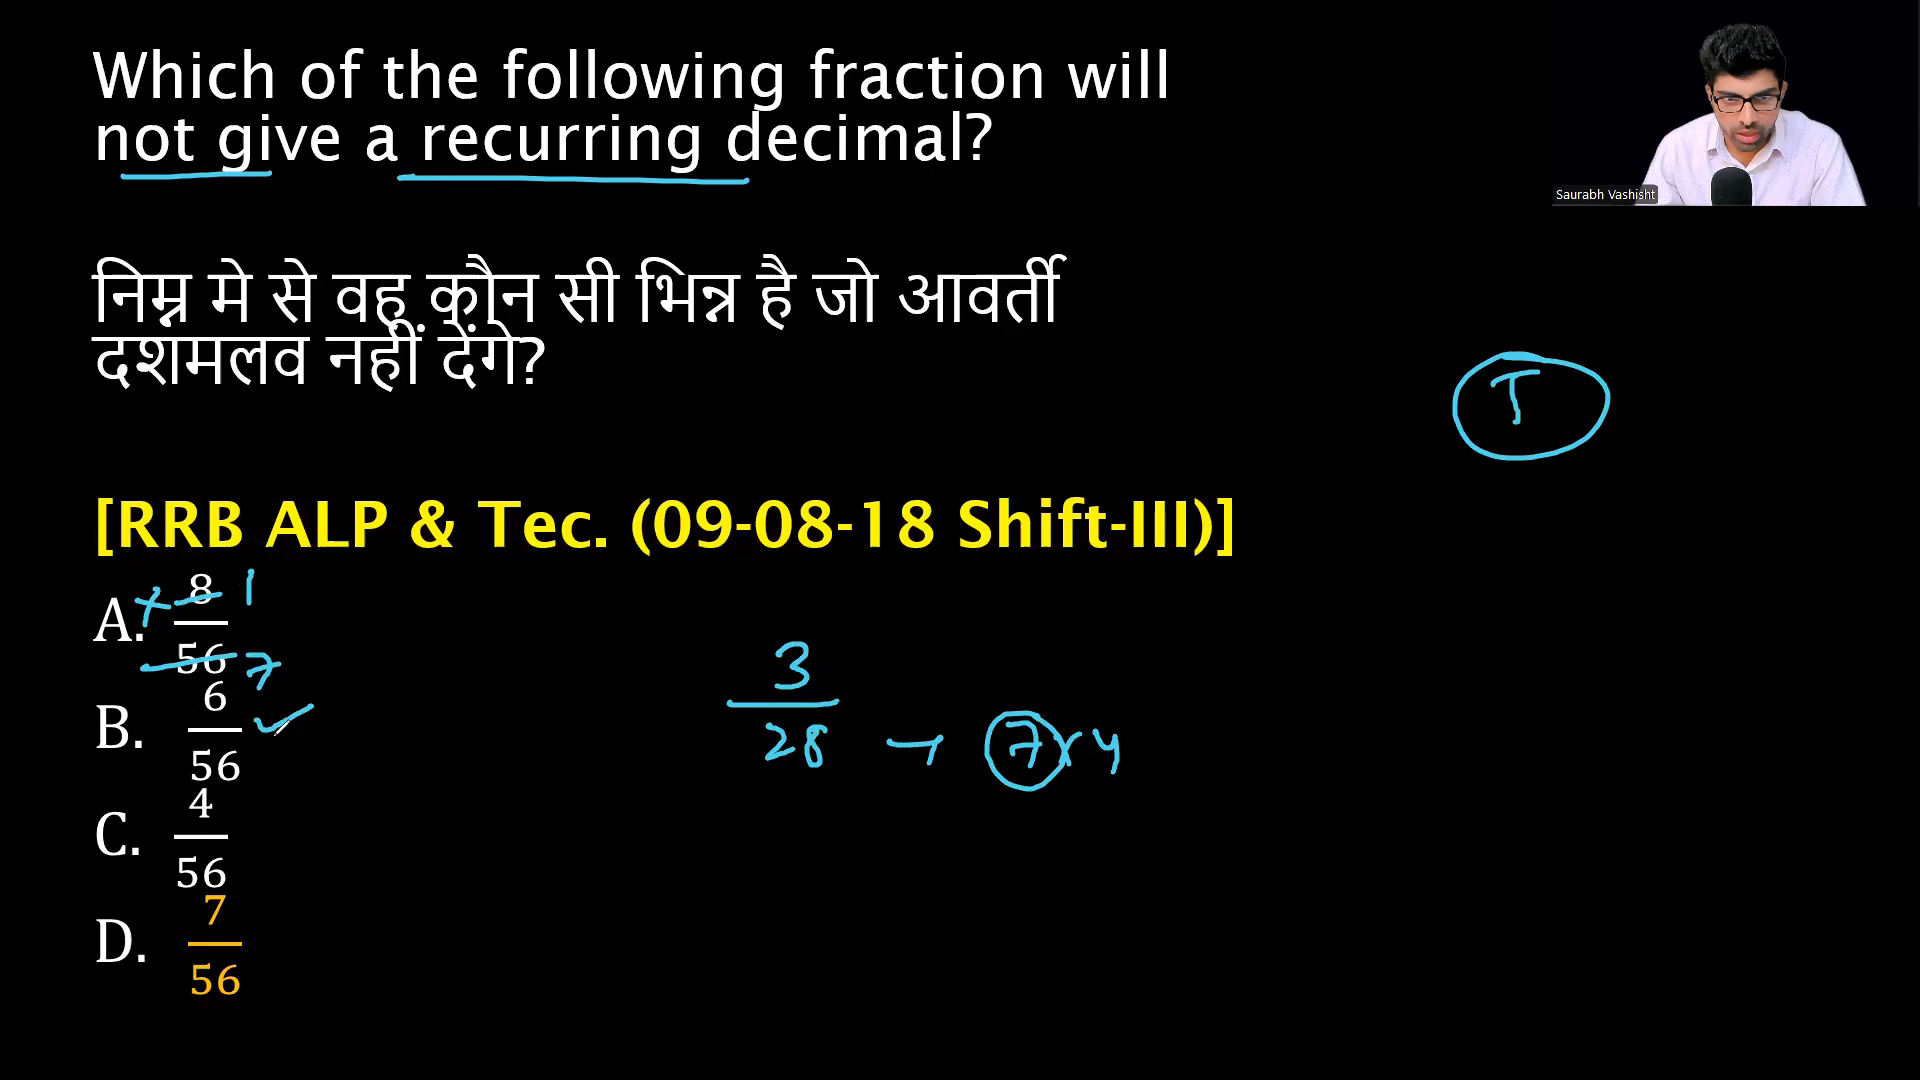 Which of the following fraction will
not give a recurring decimal?
Saurabh Vashisht
निम्न मे से वह कौन सी भिन्न है जो आवर्ती
दशमलव नहीं देंगे?
T
[RRB ALP & Tec. (09-08-18 Shift-III)]
A. 8/56 1/7
B. 6/56
3/28 → 7 x 4
C. 4/56
D. 7/56